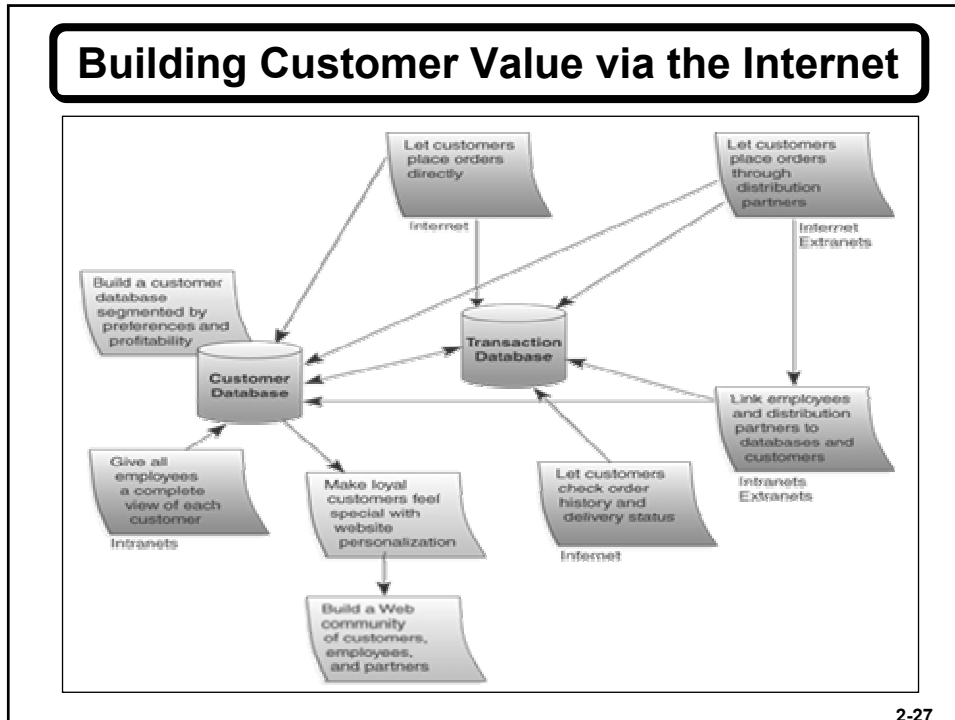 Building Customer Value via the Internet
Let customers
place orders
directly
Internet
Let customers
place orders
through
distribution
partners
Internet
Extranets
Build a customer
database
segmented by
preferences and
profitability
Customer
Database
Transaction
Database
Link employees
and distribution
partners to
databases and
customers
Intranets
Extranets
Give all
employees
a complete
view of each
customer
Intranets
Make loyal
customers feel
special with
website
personalization
Let customers
check order
history and
delivery status
Internet
Build a Web
community
of customers,
employees,
and partners
2-27